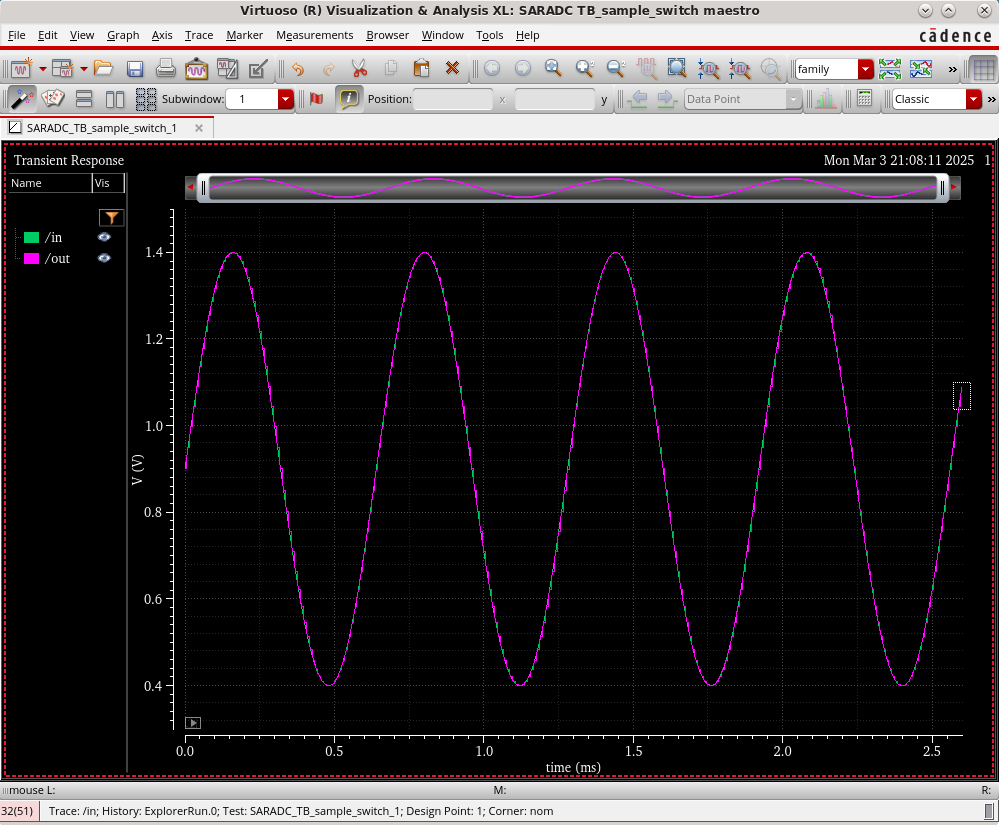 Virtuoso (R) Visualization & Analysis XL: SARADC TB_sample_switch maestro
File Edit View Graph Axis Trace Marker Measurements Browser Window Tools Help
cādence
family »
Subwindow: 1 Position: x y Data Point Classic »
SARADC_TB_sample_switch_1
Transient Response Mon Mar 3 21:08:11 2025 1
Name Vis
/in
/out
1.4
1.2
1.0
0.8
0.6
0.4
V (V)
0.0 0.5 1.0 1.5 2.0 2.5
time (ms)
mouse L: M: R:
32(51) Trace: /in; History: ExplorerRun.0; Test: SARADC_TB_sample_switch_1; Design Point: 1; Corner: nom